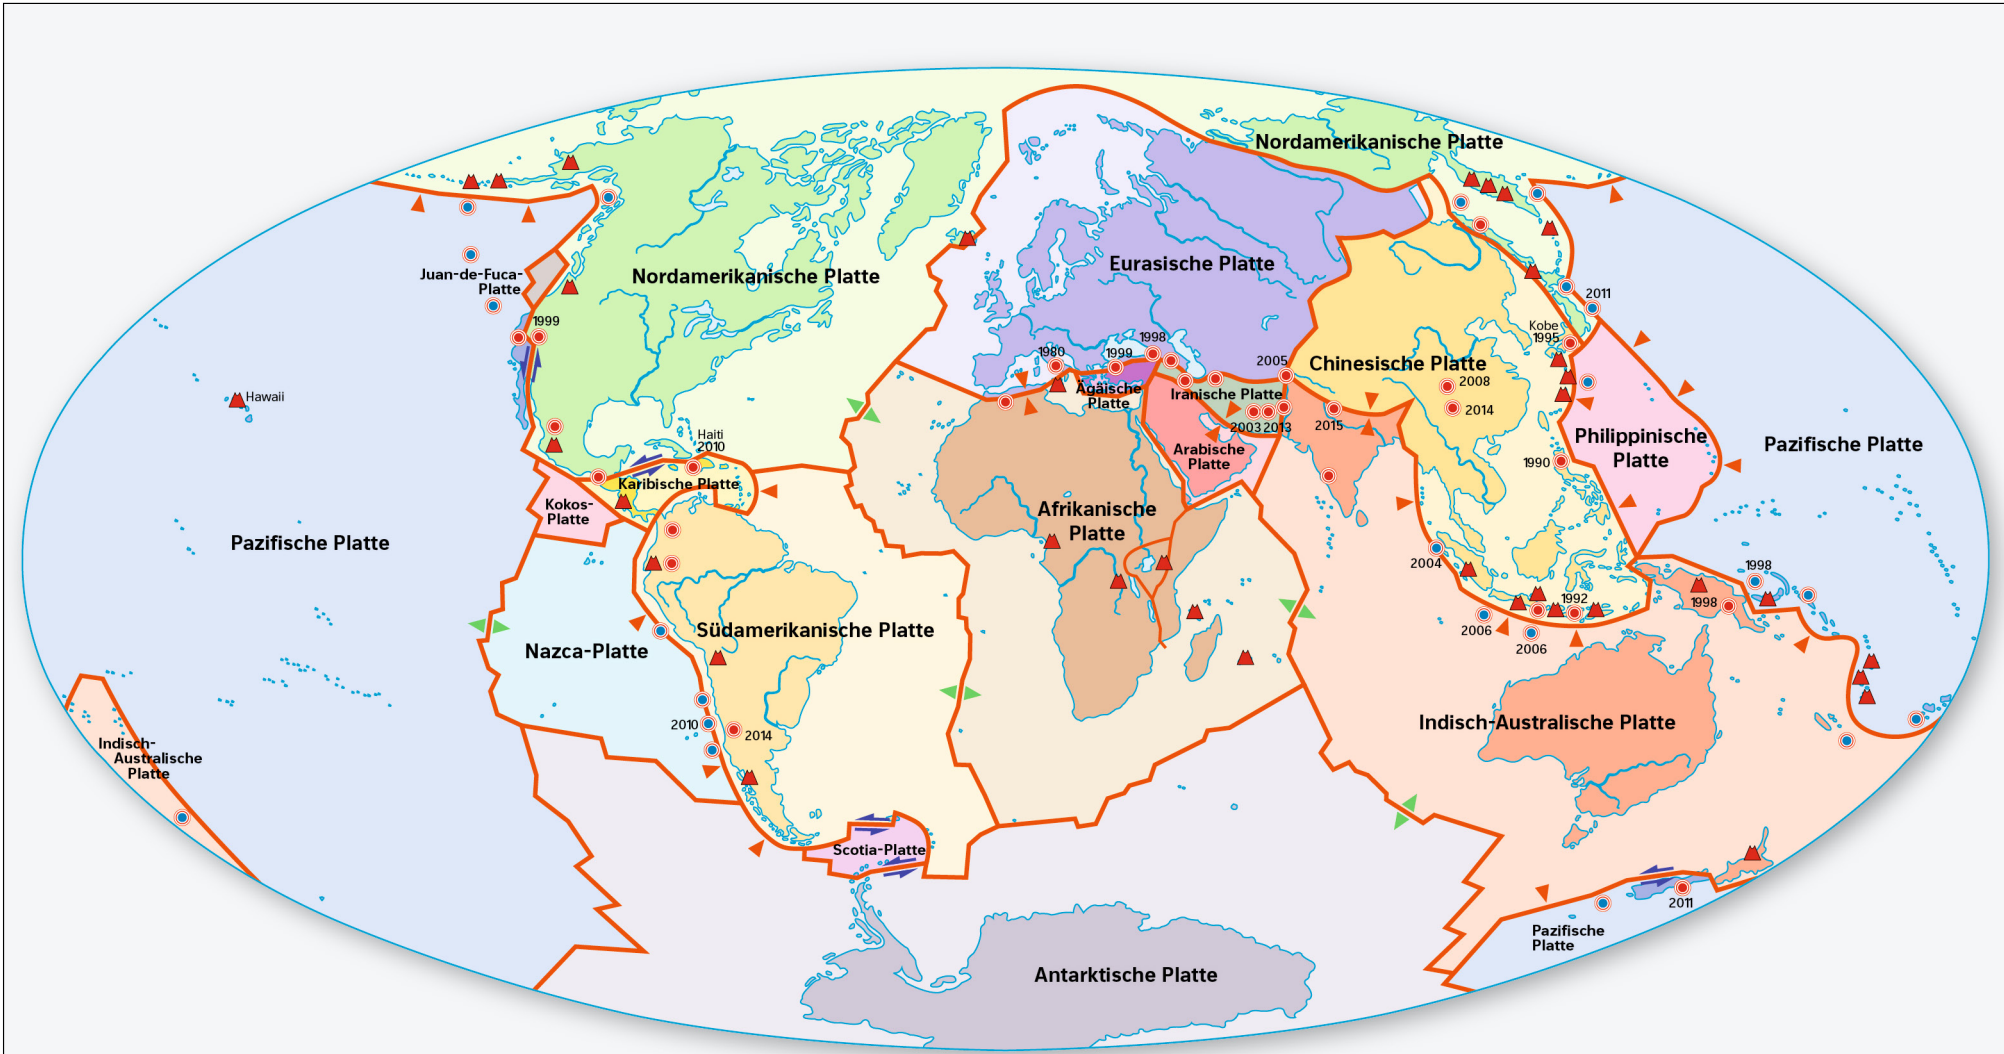 Nordamerikanische Platte
Juan-de-Fuca-
Platte
Nordamerikanische Platte
Eurasische Platte
2011
1999
Kobe
1995
1980
1999
1998
2005
Chinesische Platte
Hawaii
Ägäische
Platte
Iranische Platte
2008
2014
2003
2013
2015
Haiti
2010
Arabische
Platte
Philippinische
Platte
Pazifische Platte
1990
Karibische Platte
Kokos-
Platte
Afrikanische
Platte
Pazifische Platte
2004
1998
1992
1998
2006
2006
Nazca-Platte
Südamerikanische Platte
2010
2014
Indisch-Australische Platte
Indisch-
Australische
Platte
Scotia-Platte
2011
Pazifische
Platte
Antarktische Platte